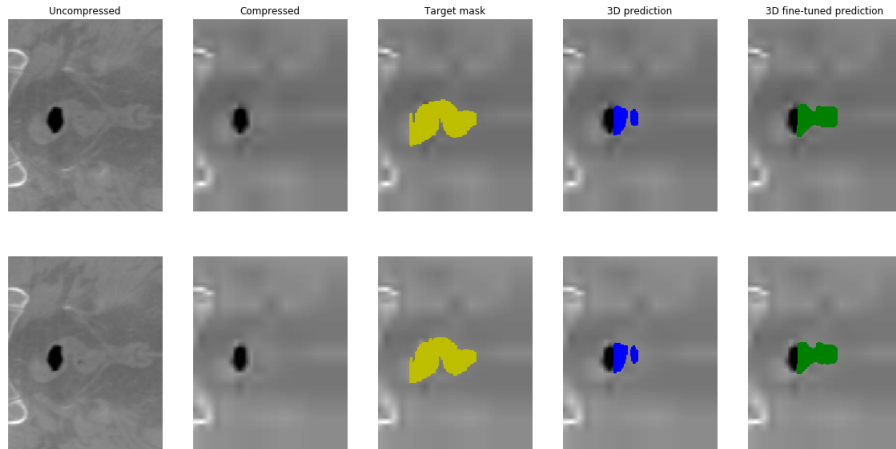 Uncompressed
Compressed
Target mask
3D prediction
3D fine-tuned prediction